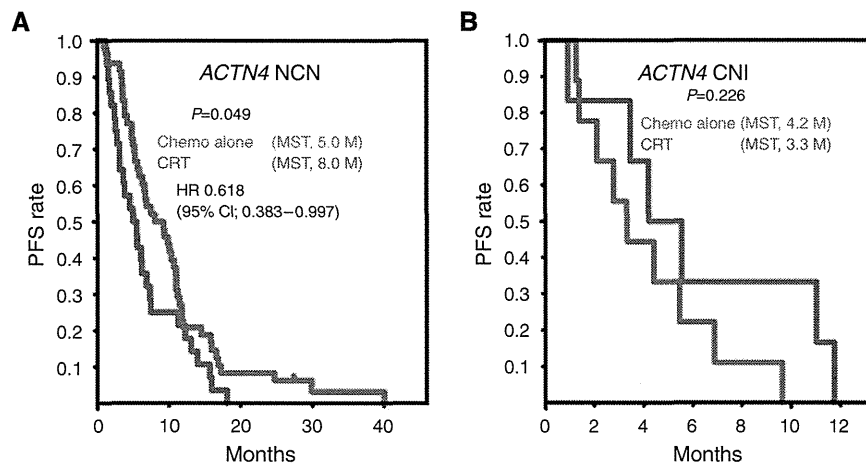 A
ACTN4 NCN
P=0.049
Chemo alone (MST, 5.0 M)
CRT (MST, 8.0 M)
HR 0.618
(95% CI; 0.383–0.997)
PFS rate
1.0
0.9
0.8
0.7
0.6
0.5
0.4
0.3
0.2
0.1
0 10 20 30 40
Months
B
ACTN4 CNI
P=0.226
Chemo alone (MST, 4.2 M)
CRT (MST, 3.3 M)
PFS rate
1.0
0.9
0.8
0.7
0.6
0.5
0.4
0.3
0.2
0.1
0 2 4 6 8 10 12
Months